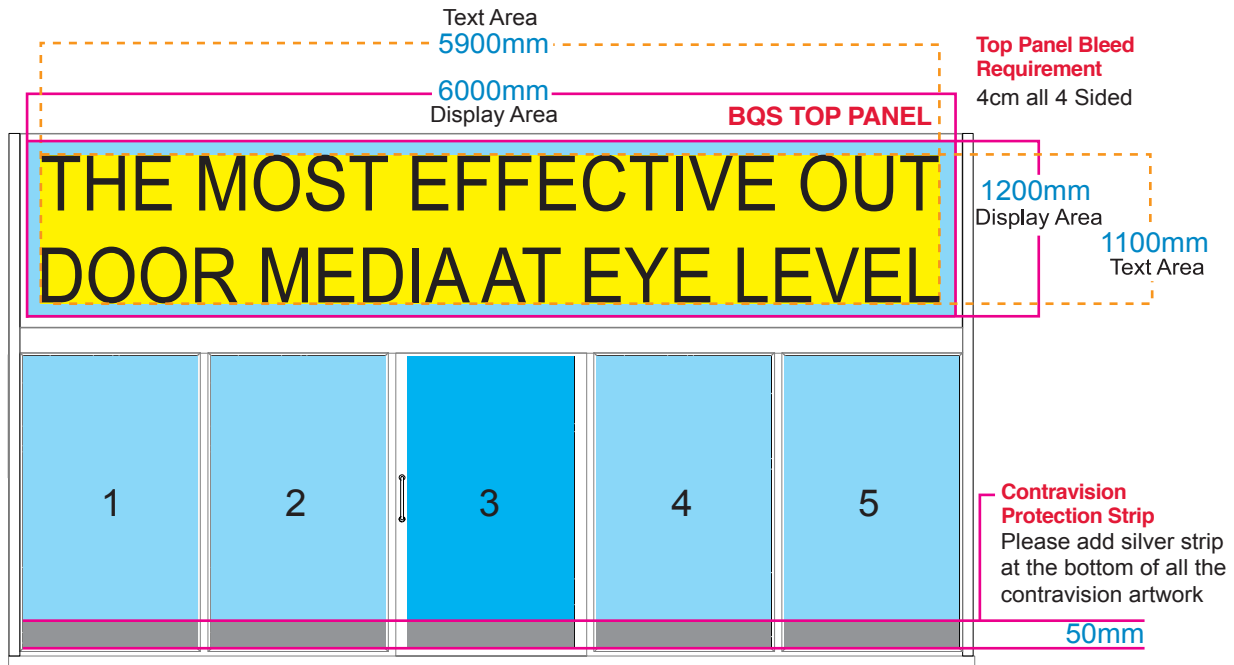 Text Area
5900mm
6000mm
Display Area
BQS TOP PANEL
Top Panel Bleed
Requirement
4cm all 4 Sided
THE MOST EFFECTIVE OUT
DOOR MEDIA AT EYE LEVEL
1200mm
Display Area
1100mm
Text Area
1
2
3
4
5
Contravision
Protection Strip
Please add silver strip
at the bottom of all the
contravision artwork
50mm